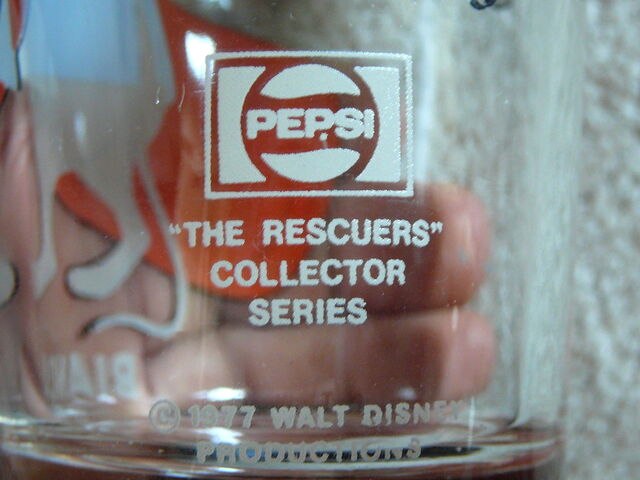 PEPSI
"THE RESCUERS"
COLLECTOR
SERIES
© 1977 WALT DISNEY
PRODUCTIONS